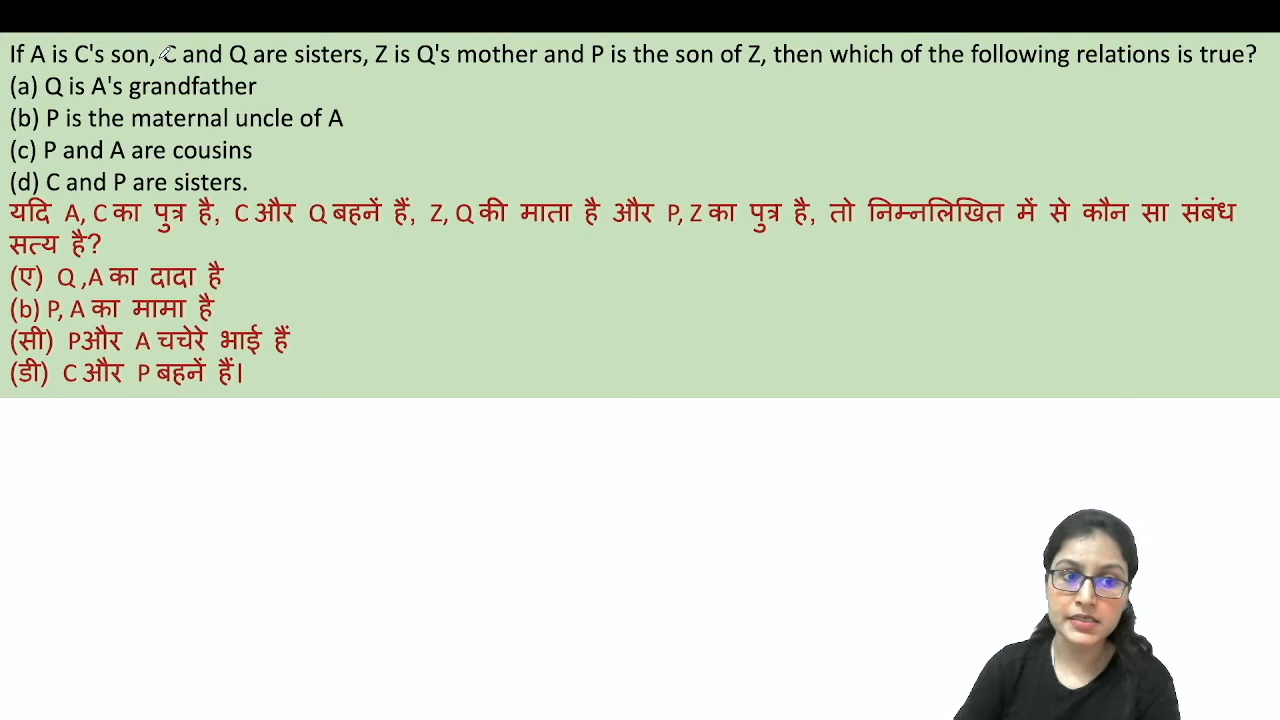 If A is C's son, C and Q are sisters, Z is Q's mother and P is the son of Z, then which of the following relations is true?
(a) Q is A's grandfather
(b) P is the maternal uncle of A
(c) P and A are cousins
(d) C and P are sisters.
यदि A, C का पुत्र है, C और Q बहनें हैं, Z, Q की माता है और P, Z का पुत्र है, तो निम्नलिखित में से कौन सा संबंध
सत्य है?
(ए) Q ,A का दादा है
(b) P, A का मामा है
(सी) P और A चचेरे भाई हैं
(डी) C और P बहनें हैं।